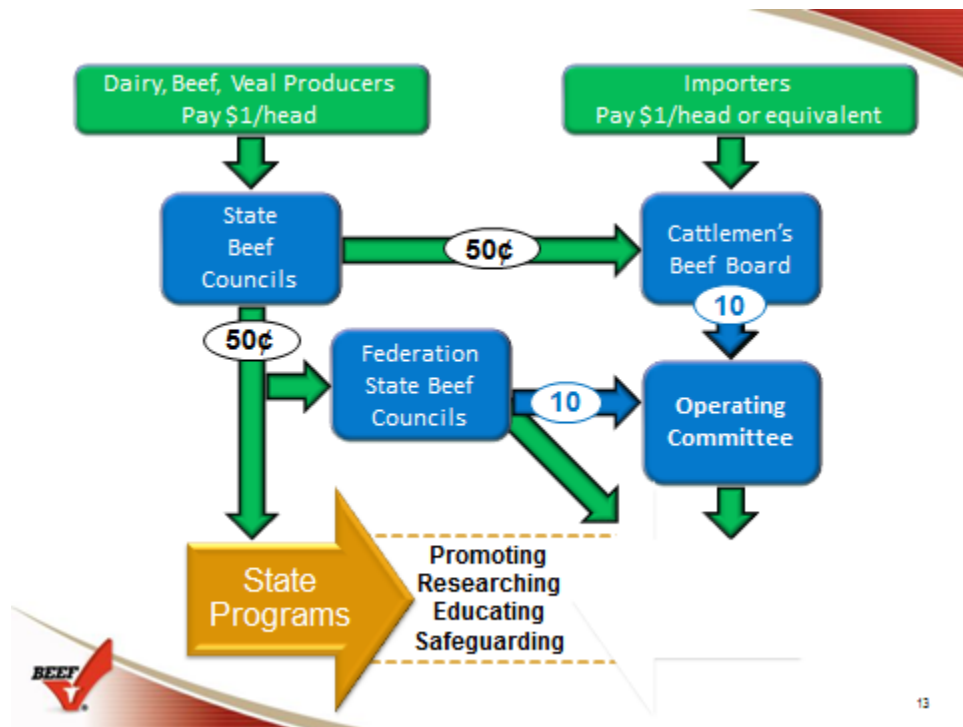 Dairy, Beef, Veal Producers
Pay $1/head
Importers
Pay $1/head or equivalent
State
Beef
Councils
50¢
Cattlemen’s
Beef Board
10
50¢
Federation
State Beef
Councils
10
Operating
Committee
State
Programs
Promoting
Researching
Educating
Safeguarding
BEEF
13